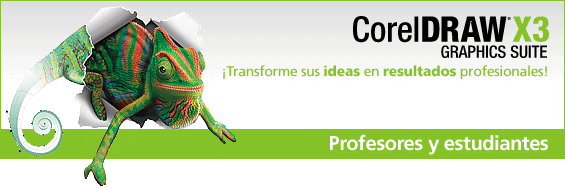 CorelDRAW® X3
GRAPHICS SUITE
¡Transforme sus ideas en resultados profesionales!
Profesores y estudiantes